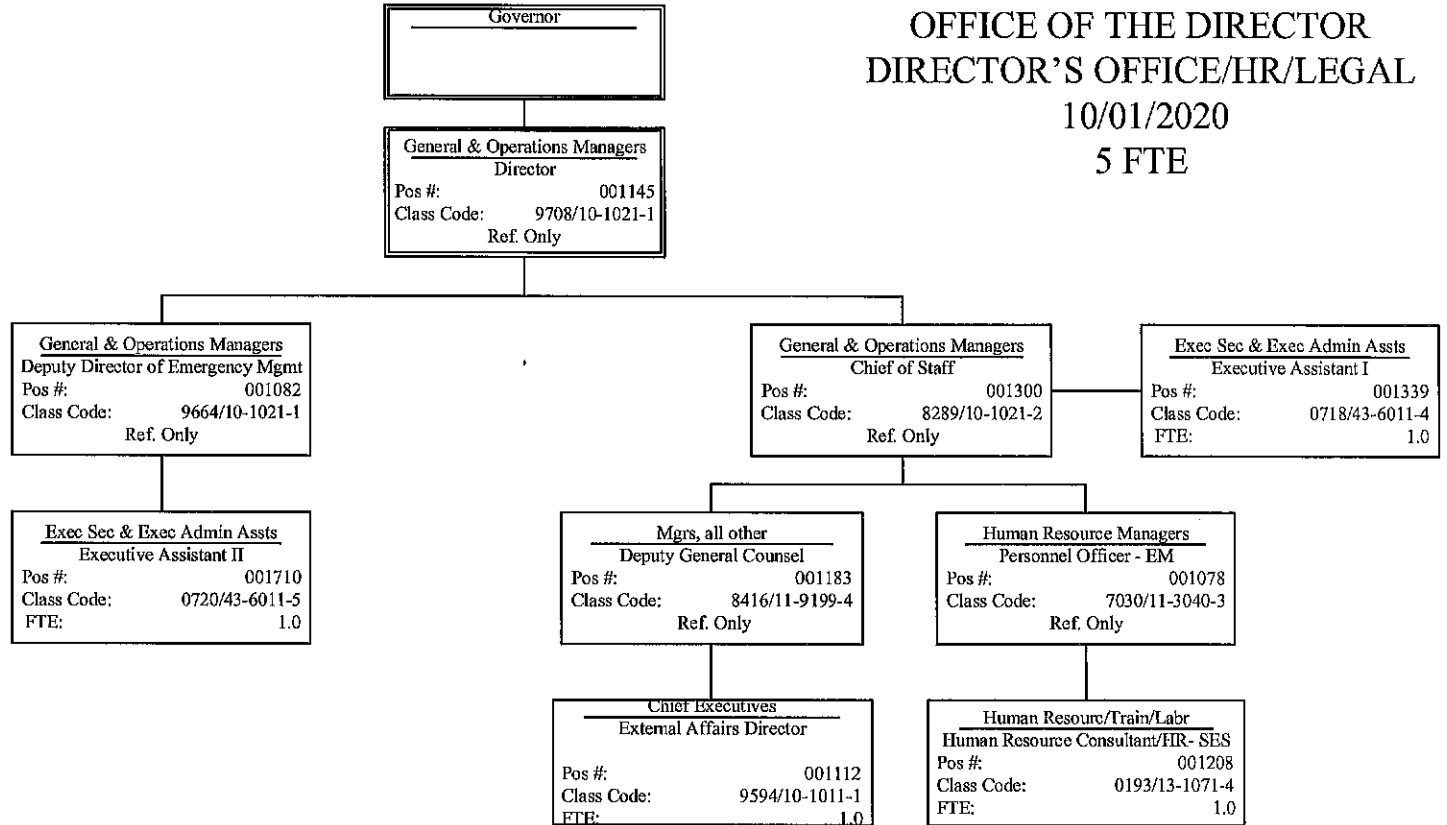 Governor
OFFICE OF THE DIRECTOR
DIRECTOR'S OFFICE/HR/LEGAL
10/01/2020
5 FTE
General & Operations Managers
Director
Pos #: 001145
Class Code: 9708/10-1021-1
Ref. Only
General & Operations Managers
Deputy Director of Emergency Mgmt
Pos #: 001082
Class Code: 9664/10-1021-1
Ref. Only
General & Operations Managers
Chief of Staff
Pos #: 001300
Class Code: 8289/10-1021-2
Ref. Only
Exec Sec & Exec Admin Assts
Executive Assistant I
Pos #: 001339
Class Code: 0718/43-6011-4
FTE: 1.0
Exec Sec & Exec Admin Assts
Executive Assistant II
Pos #: 001710
Class Code: 0720/43-6011-5
FTE: 1.0
Mgrs, all other
Deputy General Counsel
Pos #: 001183
Class Code: 8416/11-9199-4
Ref. Only
Human Resource Managers
Personnel Officer - EM
Pos #: 001078
Class Code: 7030/11-3040-3
Ref. Only
Chief Executives
External Affairs Director
Pos #: 001112
Class Code: 9594/10-1011-1
FTE: 1.0
Human Resourc/Train/Labr
Human Resource Consultant/HR- SES
Pos #: 001208
Class Code: 0193/13-1071-4
FTE: 1.0